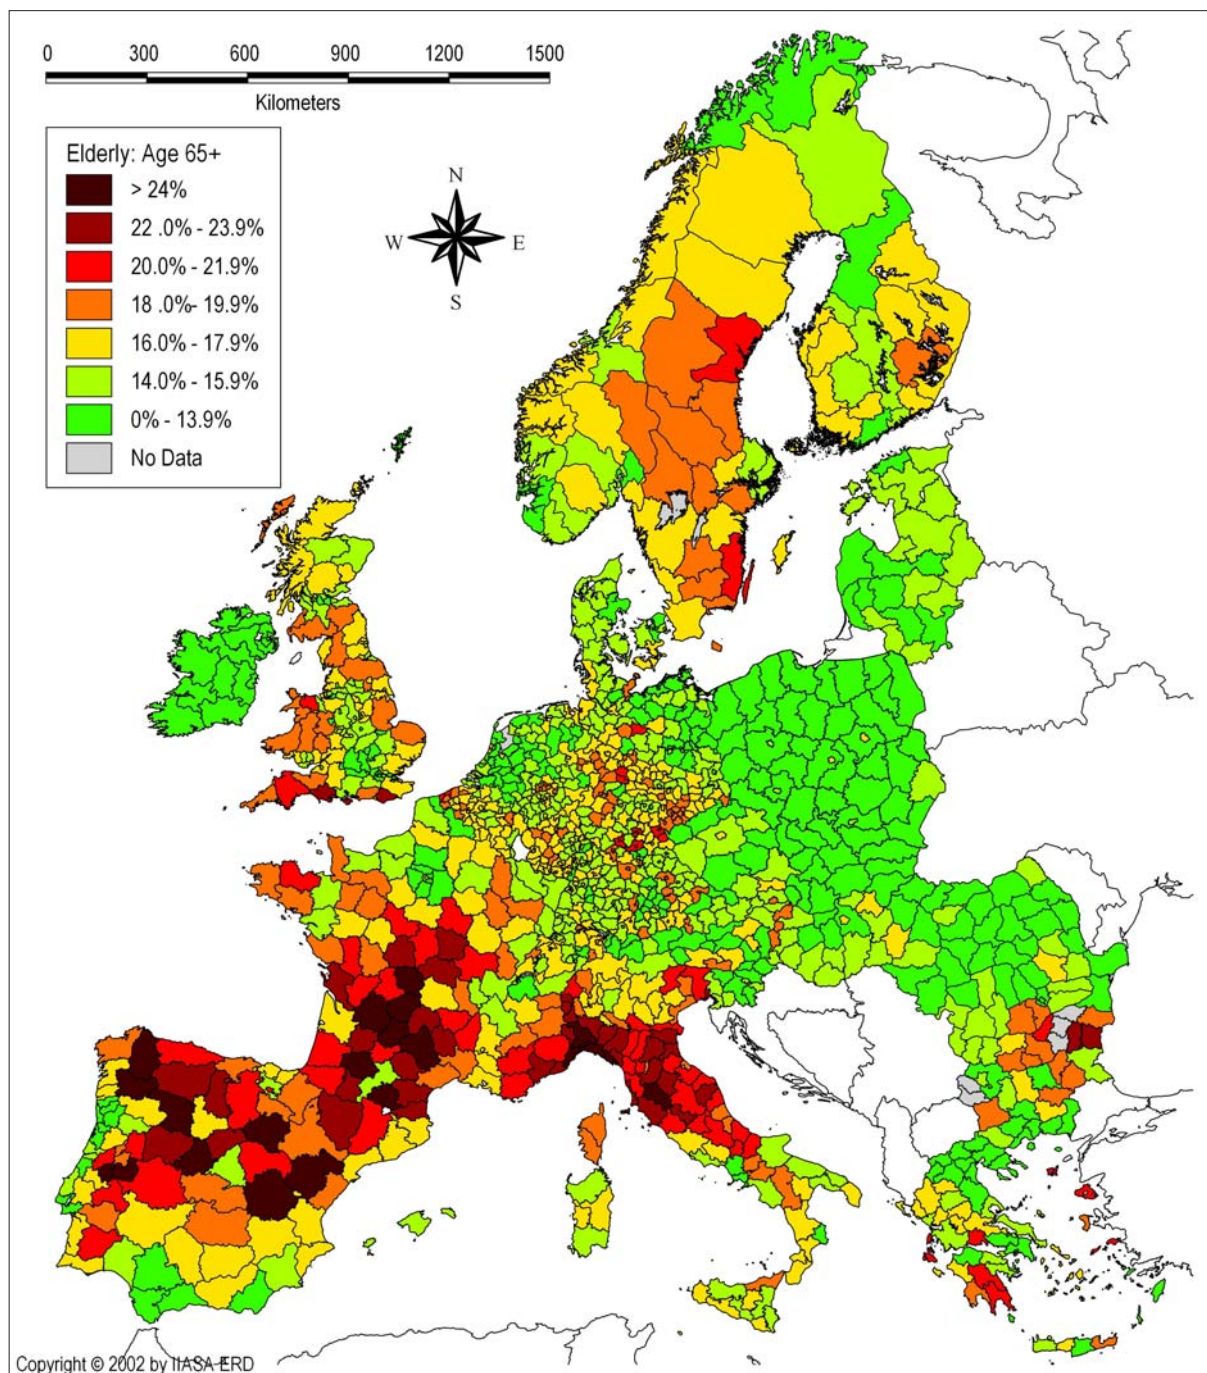 0 300 600 900 1200 1500
Kilometers
Elderly: Age 65+
> 24%
22 .0% - 23.9%
20.0% - 21.9%
18 .0%- 19.9%
16.0% - 17.9%
14.0% - 15.9%
0% - 13.9%
No Data
N
W E
S
Copyright © 2002 by IIASA-ERD